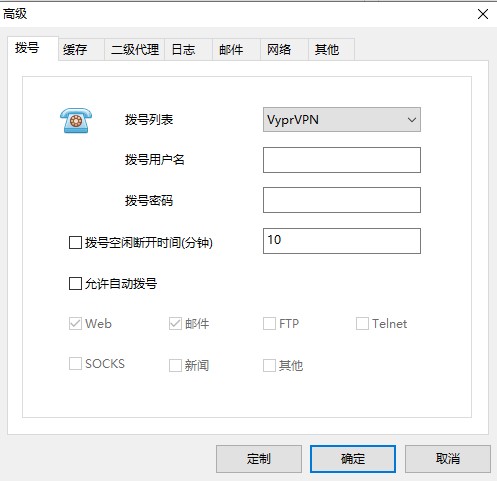 高级
拨号 缓存 二级代理 日志 邮件 网络 其他
拨号列表 VyprVPN
拨号用户名
拨号密码
拨号空闲断开时间(分钟) 10
允许自动拨号
Web 邮件 FTP Telnet
SOCKS 新闻 其他
定制 确定 取消